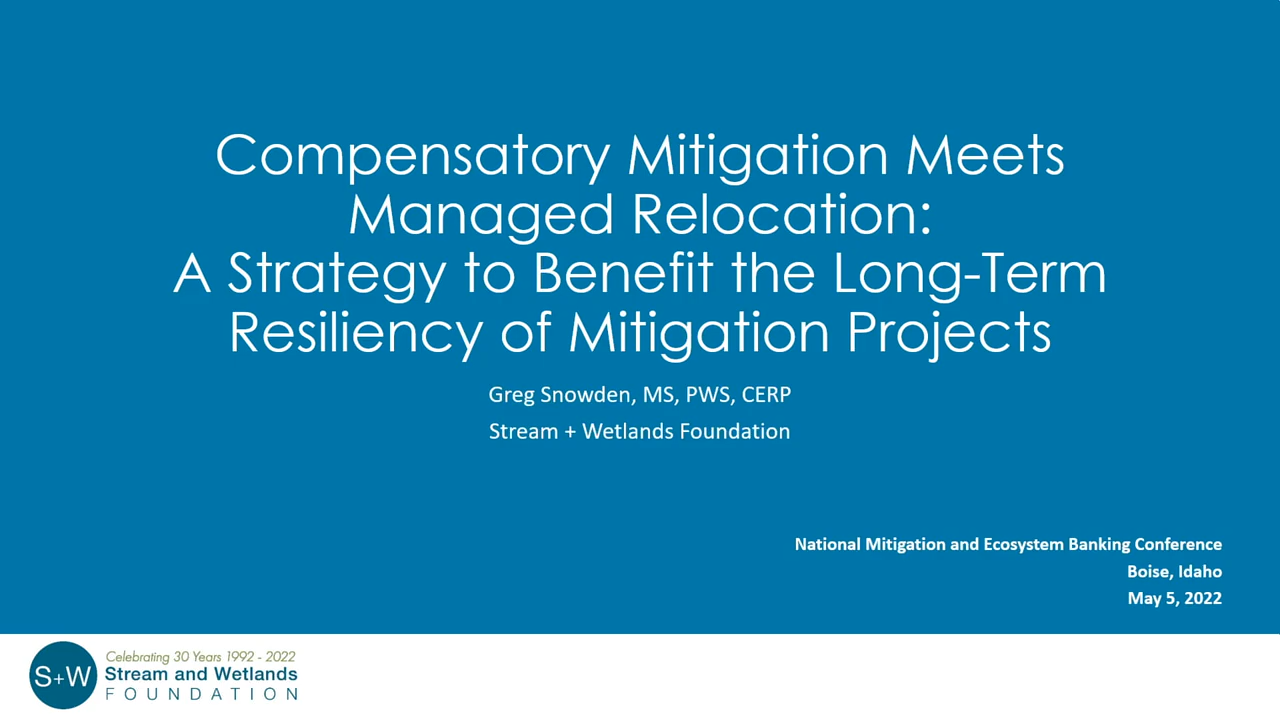 Compensatory Mitigation Meets
Managed Relocation:
A Strategy to Benefit the Long-Term
Resiliency of Mitigation Projects
Greg Snowden, MS, PWS, CERP
Stream + Wetlands Foundation
National Mitigation and Ecosystem Banking Conference
Boise, Idaho
May 5, 2022
S+W
Celebrating 30 Years 1992 - 2022
Stream and Wetlands
FOUNDATION